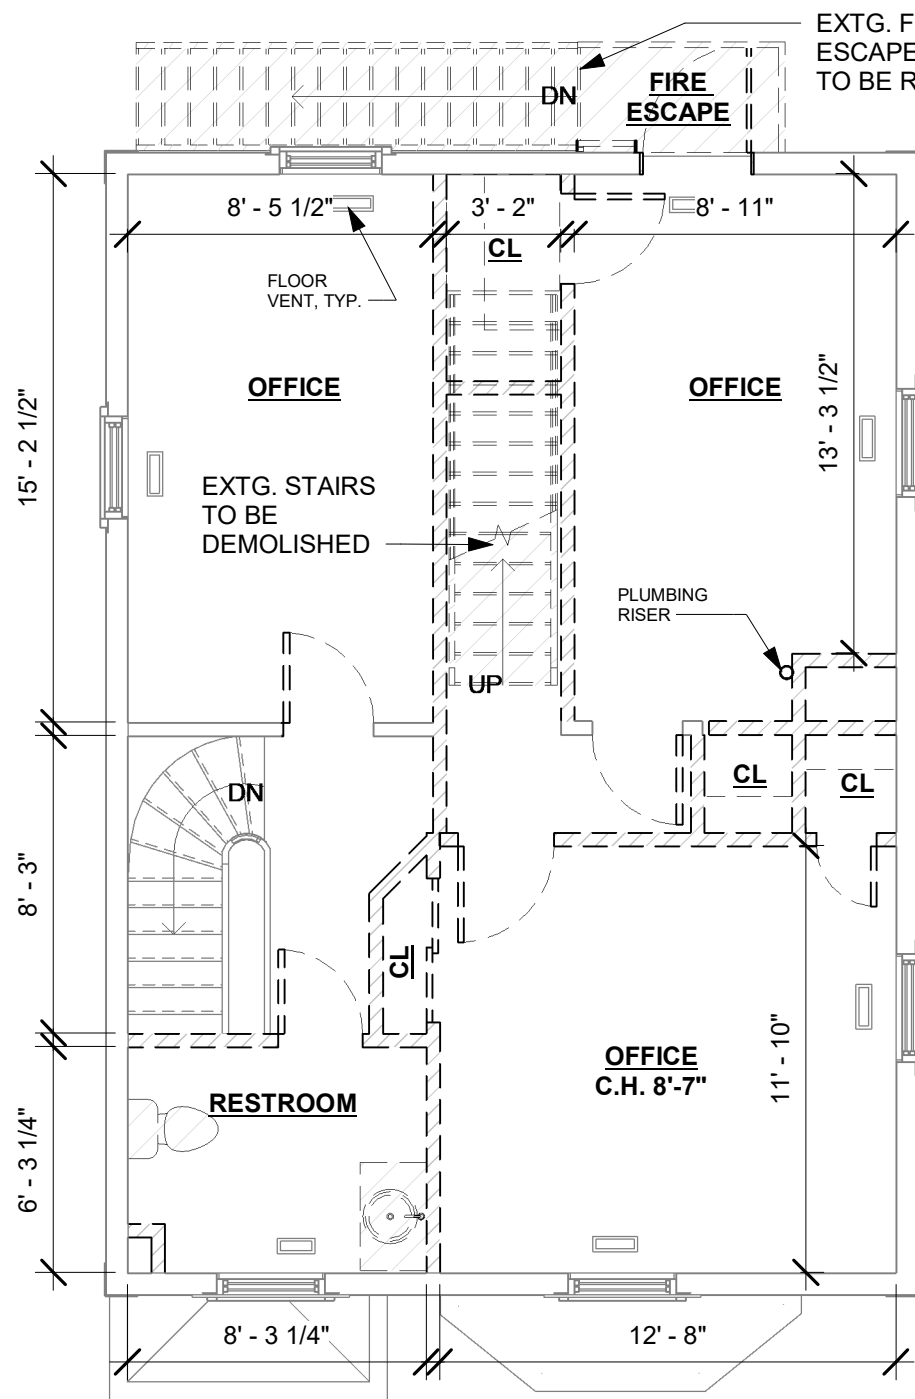 EXTG. F
ESCAPE
TO BE R
FIRE
ESCAPE
DN
8' - 5 1/2"
3' - 2"
8' - 11"
CL
FLOOR
VENT, TYP.
OFFICE
OFFICE
13' - 3 1/2"
15' - 2 1/2"
EXTG. STAIRS
TO BE
DEMOLISHED
PLUMBING
RISER
UP
DN
CL
CL
8' - 3"
CL
OFFICE
C.H. 8'-7"
11' - 10"
RESTROOM
6' - 3 1/4"
8' - 3 1/4"
12' - 8"